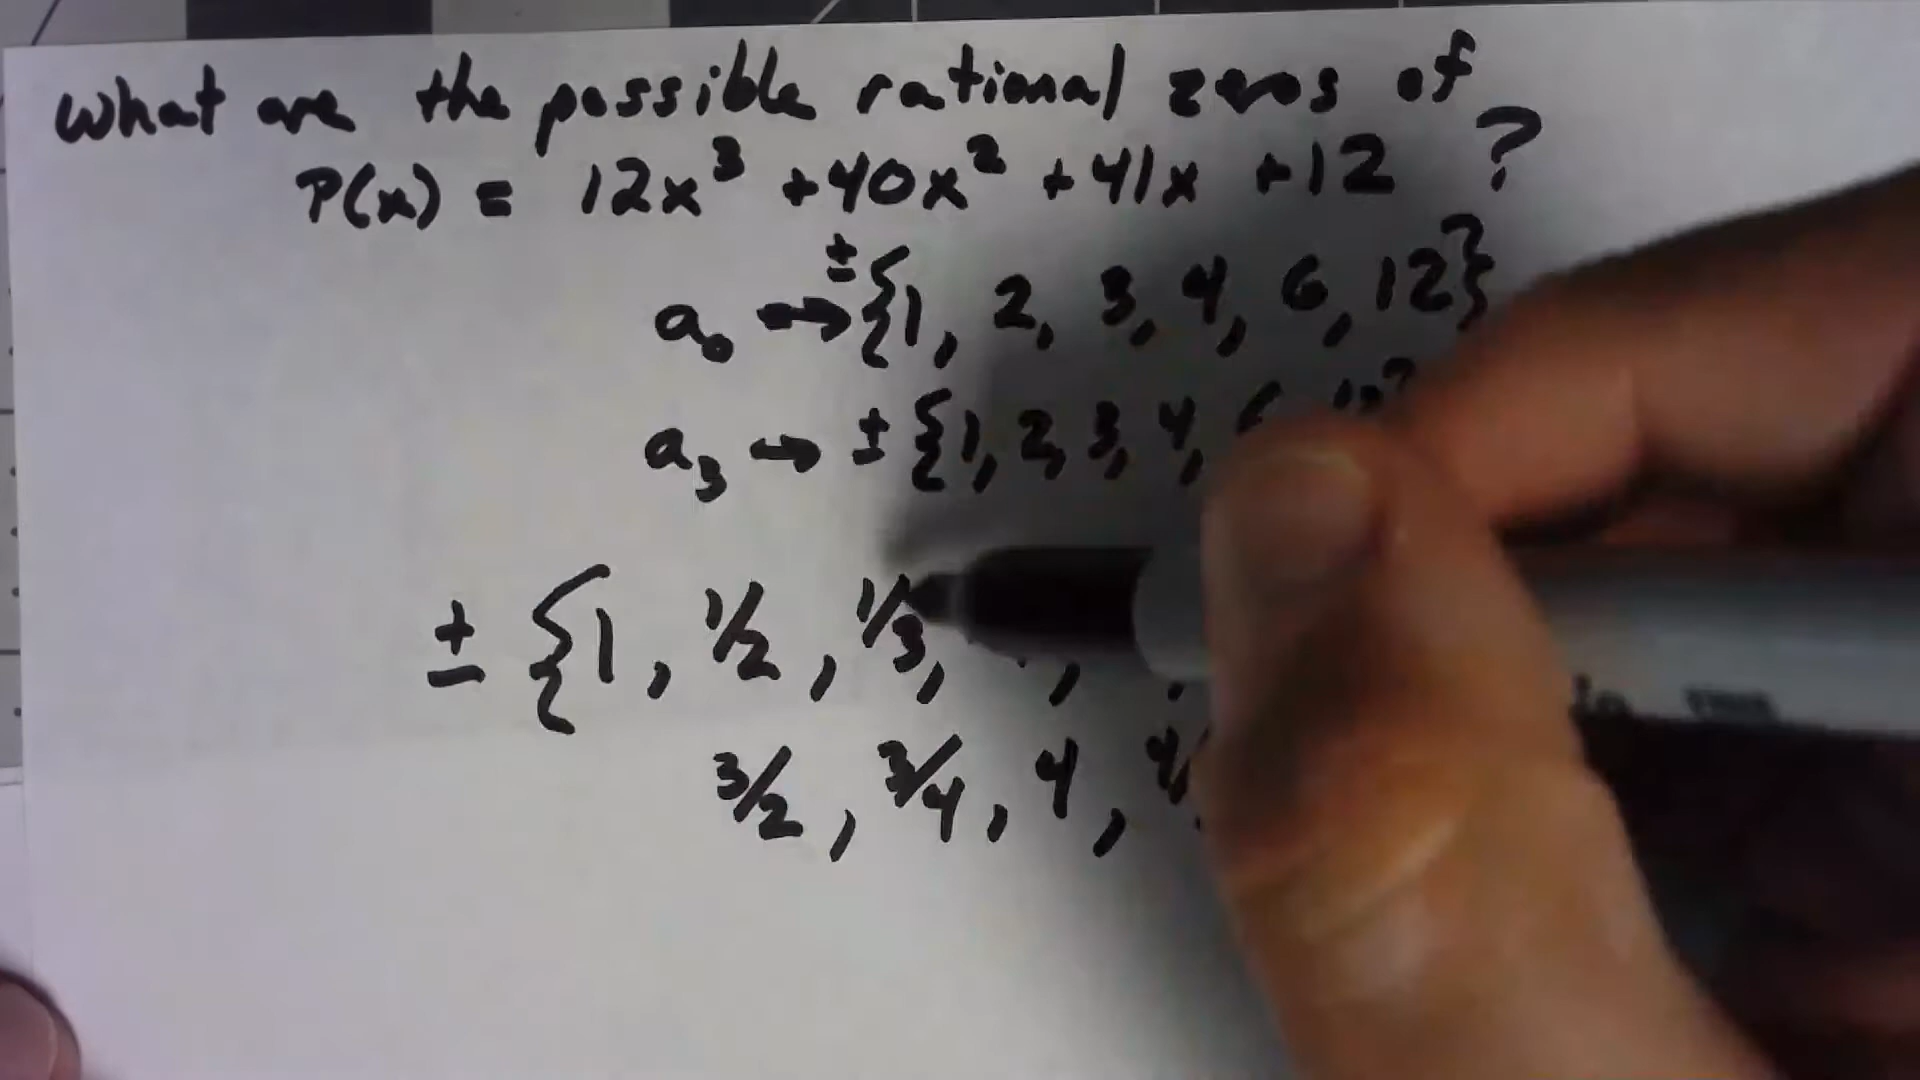 What are the possible rational zeros of
P(x) = 12x³ + 40x² + 41x + 12 ?
a₀ → ± {1, 2, 3, 4, 6, 12}
a₃ → ± {1, 2, 3, 4,
± {1, 1/2, 1/3,
3/2, 3/4, 4,